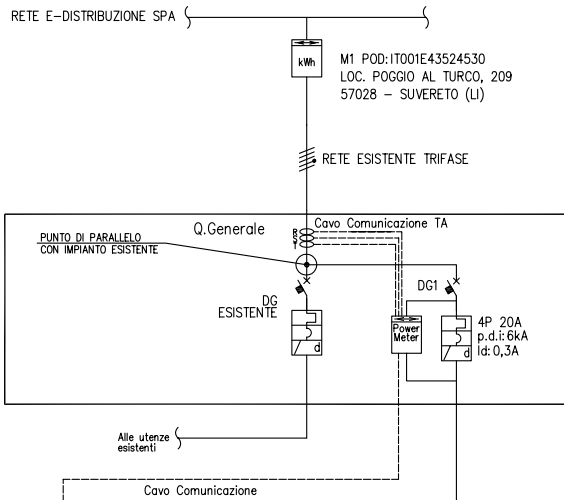 RETE E-DISTRIBUZIONE SPA
kWh
M1 POD:IT001E43524530
LOC. POGGIO AL TURCO, 209
57028 - SUVERETO (LI)
RETE ESISTENTE TRIFASE
Q.Generale
Cavo Comunicazione TA
R
S
T
PUNTO DI PARALLELO
CON IMPIANTO ESISTENTE
DG
ESISTENTE
d
DG1
Power
Meter
4P 20A
p.d.i:6kA
Id:0,3A
d
Alle utenze
esistenti
Cavo Comunicazione